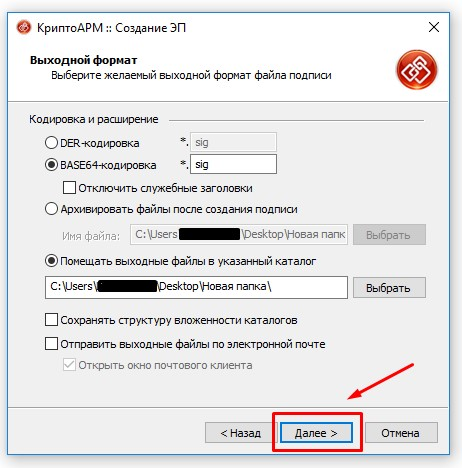 КриптоАРМ :: Создание ЭП
Выходной формат
Выберите желаемый выходной формат файла подписи
Кодировка и расширение
DER-кодировка *. sig
BASE64-кодировка *. sig
Отключить служебные заголовки
Архивировать файлы после создания подписи
Имя файла: C:\Users \Desktop\Новая папк Выбрать
Помещать выходные файлы в указанный каталог
C:\Users\ \Desktop\Новая папка\ Выбрать
Сохранять структуру вложенности каталогов
Отправить выходные файлы по электронной почте
Открыть окно почтового клиента
< Назад Далее > Отмена